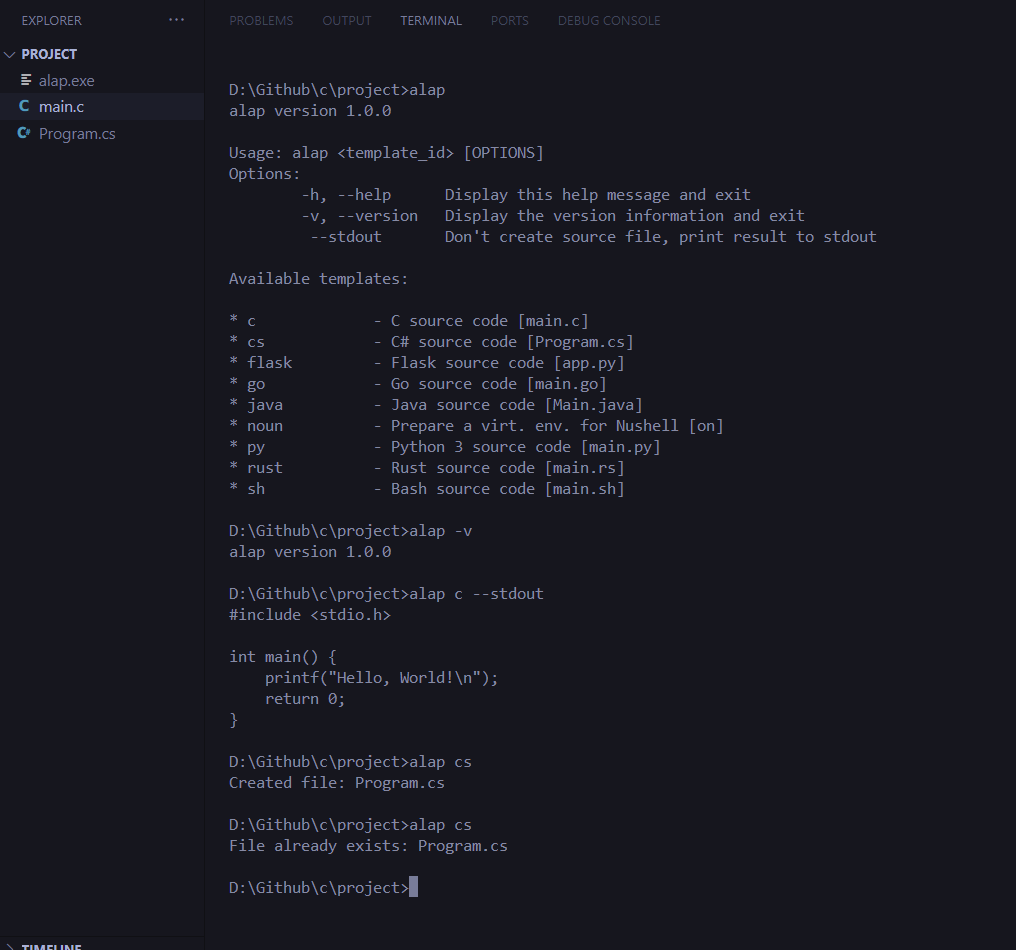 EXPLORER ···
PROJECT
alap.exe
C main.c
C# Program.cs
PROBLEMS OUTPUT TERMINAL PORTS DEBUG CONSOLE
D:\Github\c\project>alap
alap version 1.0.0
Usage: alap <template_id> [OPTIONS]
Options:
-h, --help Display this help message and exit
-v, --version Display the version information and exit
--stdout Don't create source file, print result to stdout
Available templates:
* c - C source code [main.c]
* cs - C# source code [Program.cs]
* flask - Flask source code [app.py]
* go - Go source code [main.go]
* java - Java source code [Main.java]
* noun - Prepare a virt. env. for Nushell [on]
* py - Python 3 source code [main.py]
* rust - Rust source code [main.rs]
* sh - Bash source code [main.sh]
D:\Github\c\project>alap -v
alap version 1.0.0
D:\Github\c\project>alap c --stdout
#include <stdio.h>
int main() {
printf("Hello, World!\n");
return 0;
}
D:\Github\c\project>alap cs
Created file: Program.cs
D:\Github\c\project>alap cs
File already exists: Program.cs
D:\Github\c\project>
TIMELINE